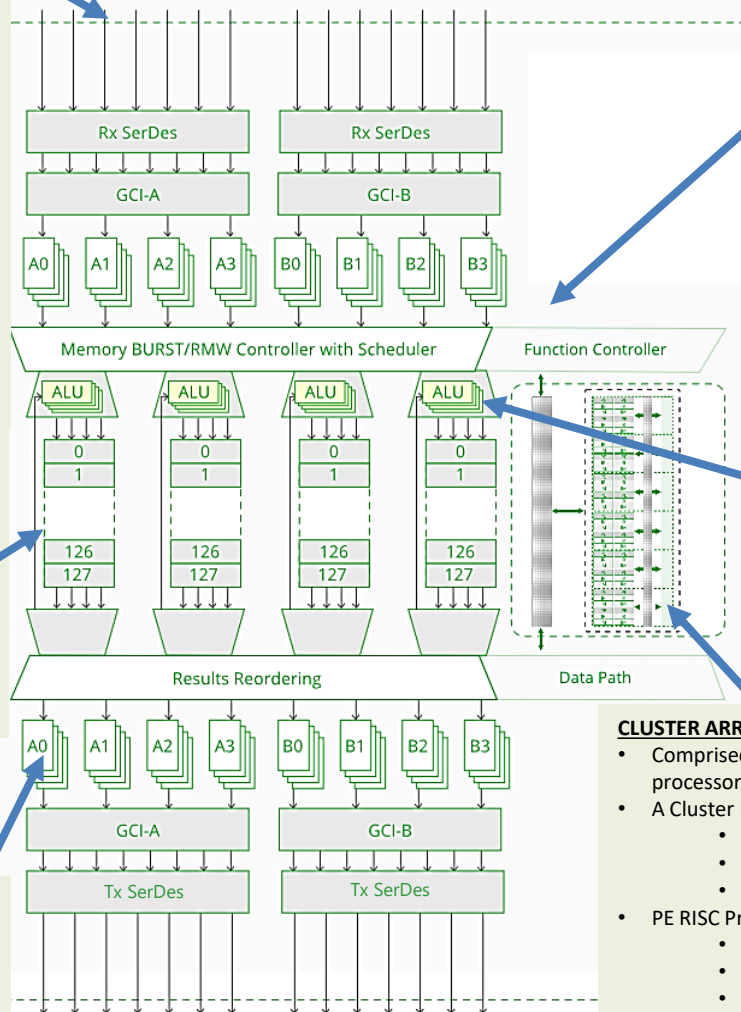 Rx SerDes
Rx SerDes
GCI-A
GCI-B
A0
A1
A2
A3
B0
B1
B2
B3
Memory BURST/RMW Controller with Scheduler
Function Controller
ALU
ALU
ALU
ALU
0
0
0
0
1
1
1
1
126
126
126
126
127
127
127
127
Results Reordering
Data Path
A0
A1
A2
A3
B0
B1
B2
B3
GCI-A
GCI-B
Tx SerDes
Tx SerDes
CLUSTER ARR
• Comprised
processor
• A Cluster
•
•
•
• PE RISC Pr
•
•
•